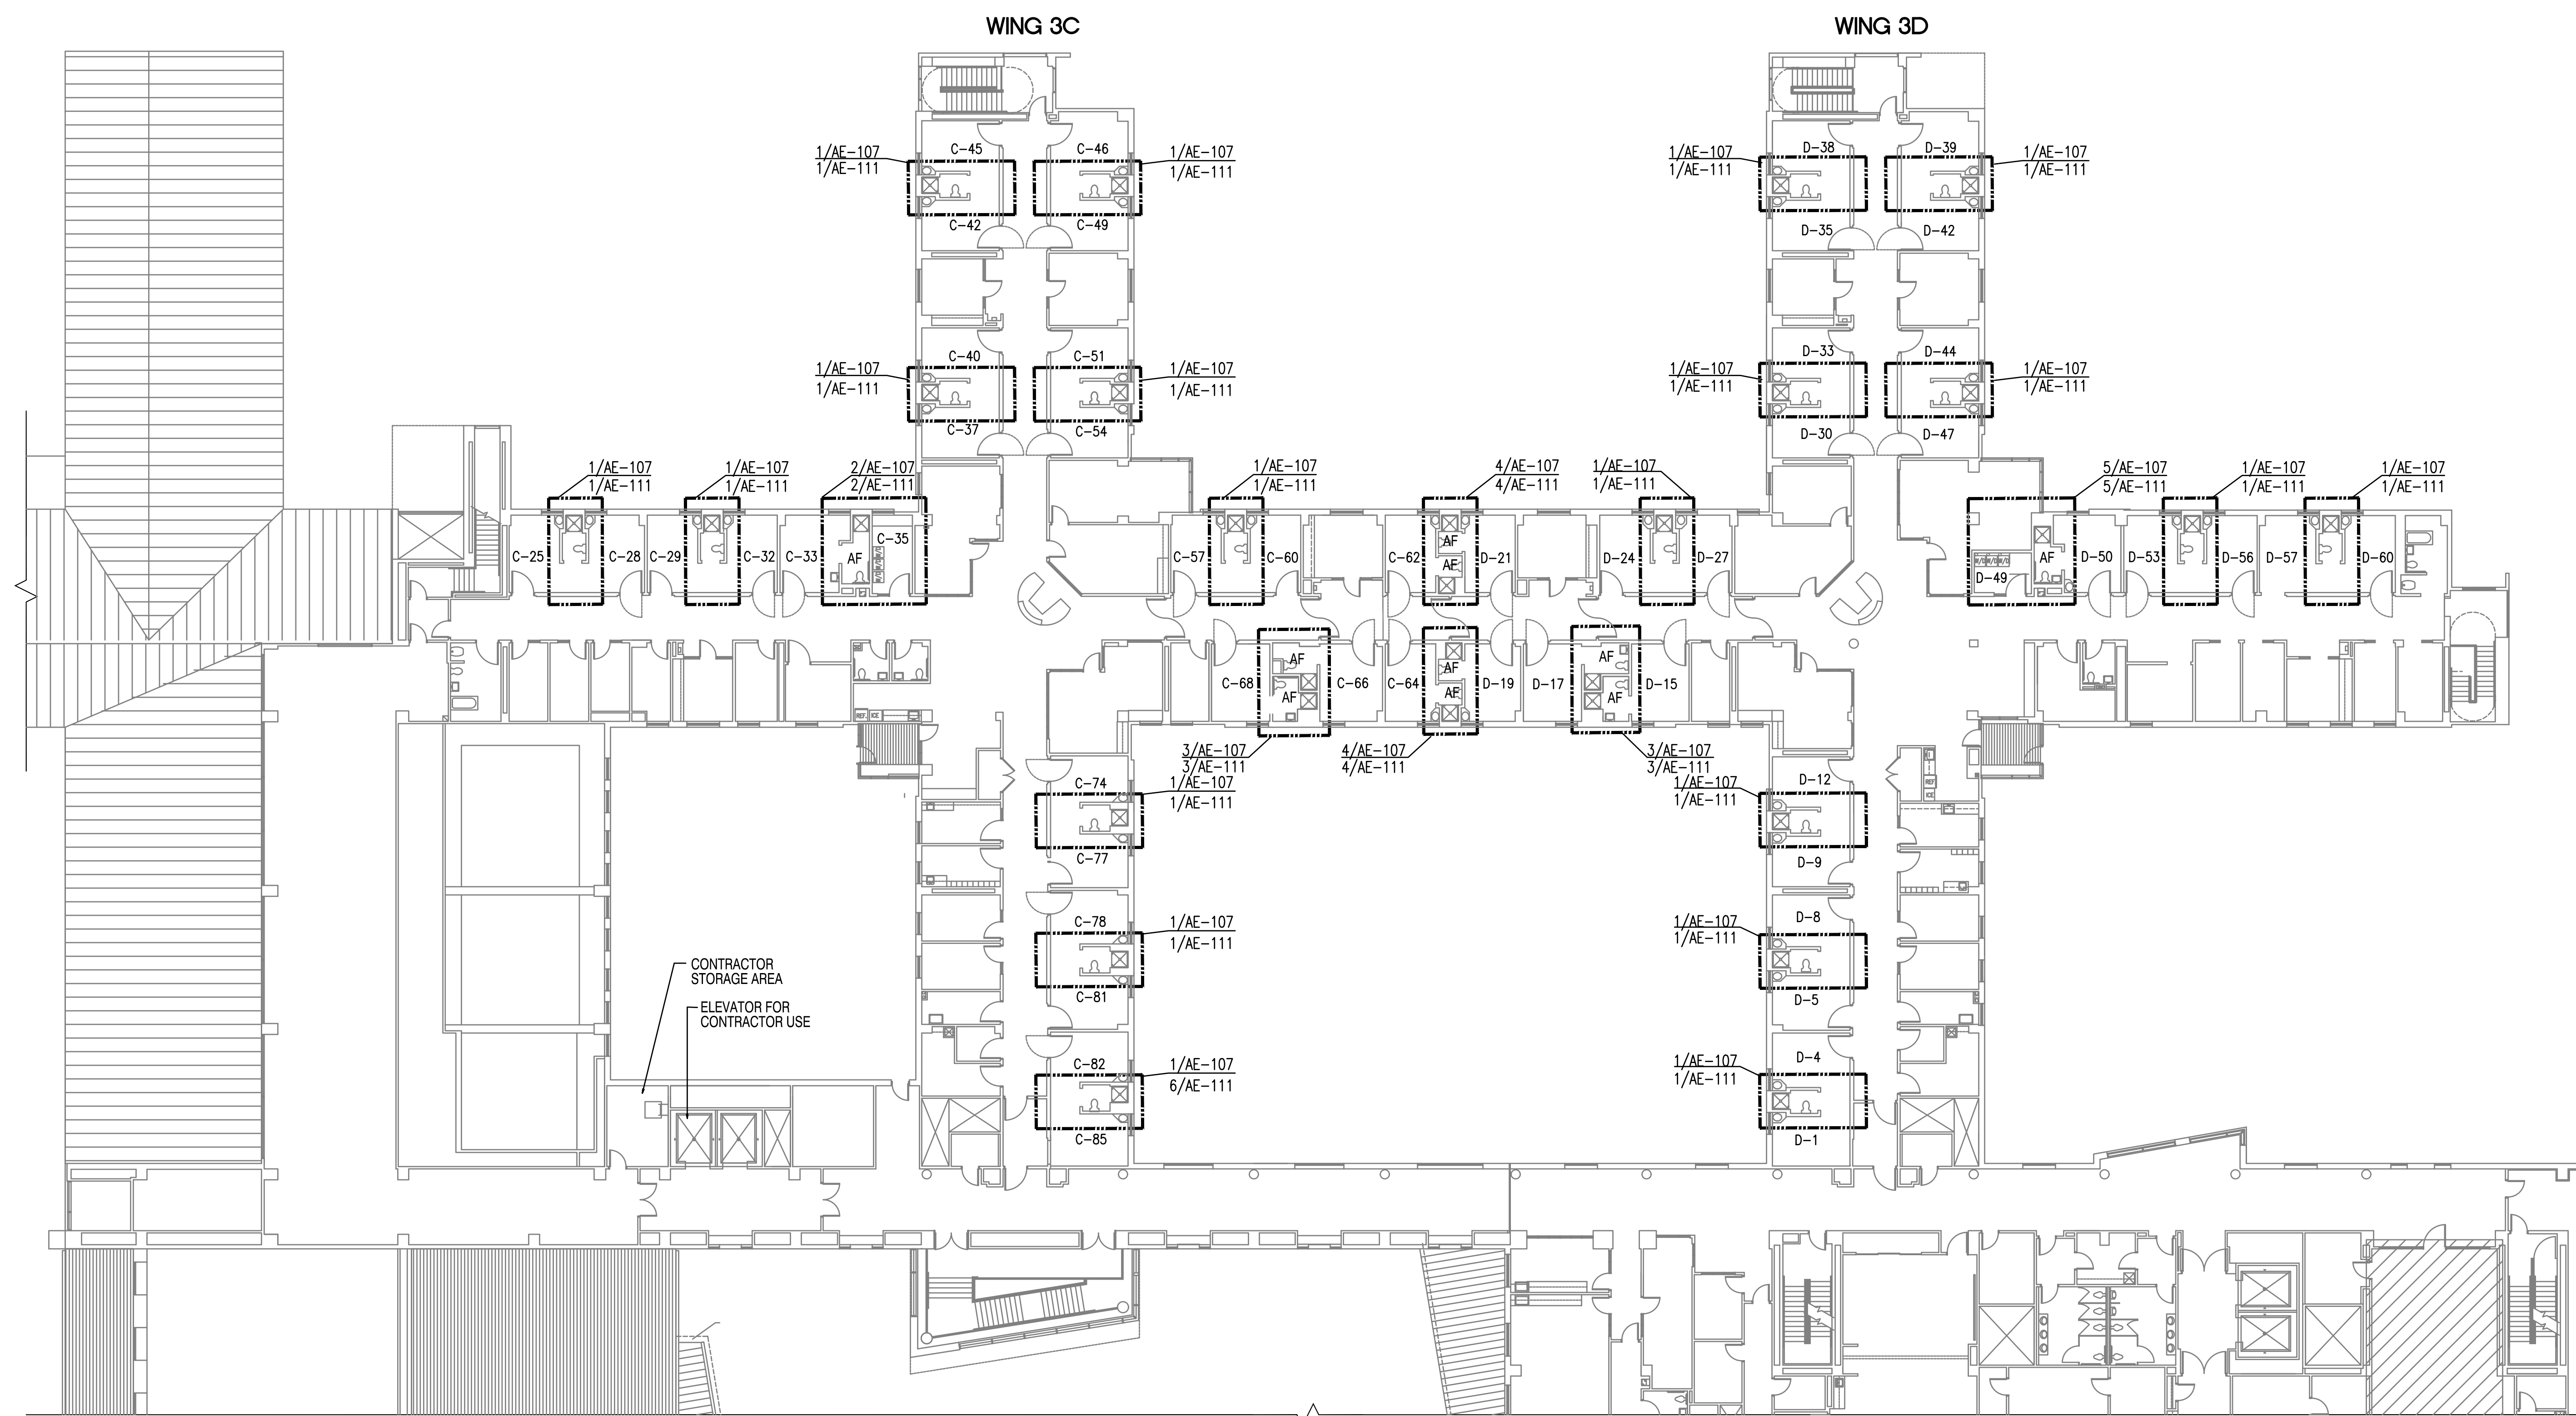 WING 3C
WING 3D
1/AE-107
1/AE-111
C-45
C-46
1/AE-107
1/AE-111
C-42
C-49
1/AE-107
1/AE-111
D-38
D-39
1/AE-107
1/AE-111
D-35
D-42
1/AE-107
1/AE-111
C-40
C-51
1/AE-107
1/AE-111
C-37
C-54
1/AE-107
1/AE-111
D-33
D-44
1/AE-107
1/AE-111
D-30
D-47
1/AE-107
1/AE-111
1/AE-107
1/AE-111
2/AE-107
2/AE-111
1/AE-107
1/AE-111
4/AE-107
4/AE-111
1/AE-107
1/AE-111
5/AE-107
5/AE-111
1/AE-107
1/AE-111
1/AE-107
1/AE-111
C-25
C-28
C-29
C-32
C-33
AF
C-35
C-57
C-60
C-62
AF
AF
D-21
D-24
D-27
D-49
AF
D-50
D-53
D-56
D-57
D-60
C-68
AF
AF
C-66
C-64
AF
AF
D-19
D-17
AF
AF
D-15
REF.
ICE
3/AE-107
3/AE-111
4/AE-107
4/AE-111
3/AE-107
3/AE-111
C-74
1/AE-107
1/AE-111
C-77
1/AE-107
1/AE-111
D-12
D-9
REF
ICE
C-78
1/AE-107
1/AE-111
C-81
1/AE-107
1/AE-111
D-8
D-5
CONTRACTOR
STORAGE AREA
ELEVATOR FOR
CONTRACTOR USE
C-82
1/AE-107
6/AE-111
C-85
1/AE-107
1/AE-111
D-4
D-1